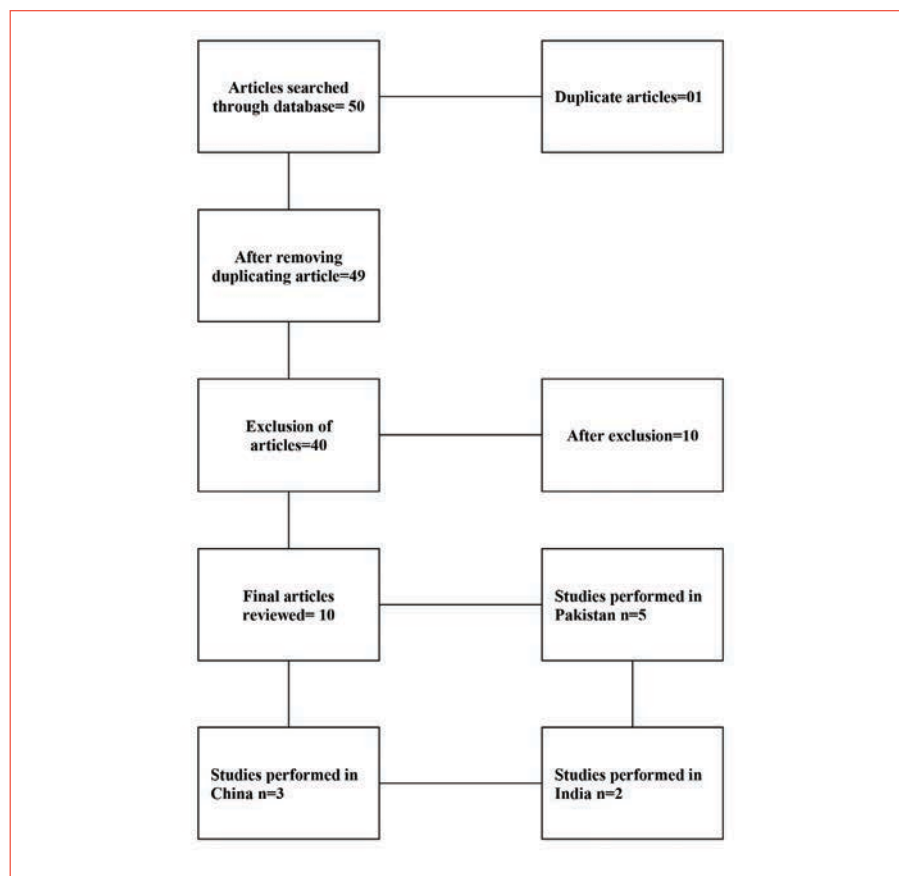 Articles searched
through database= 50
Duplicate articles=01
After removing
duplicating article=49
Exclusion of
articles=40
After exclusion=10
Final articles
reviewed= 10
Studies performed in
Pakistan n=5
Studies performed in
China n=3
Studies performed in
India n=2